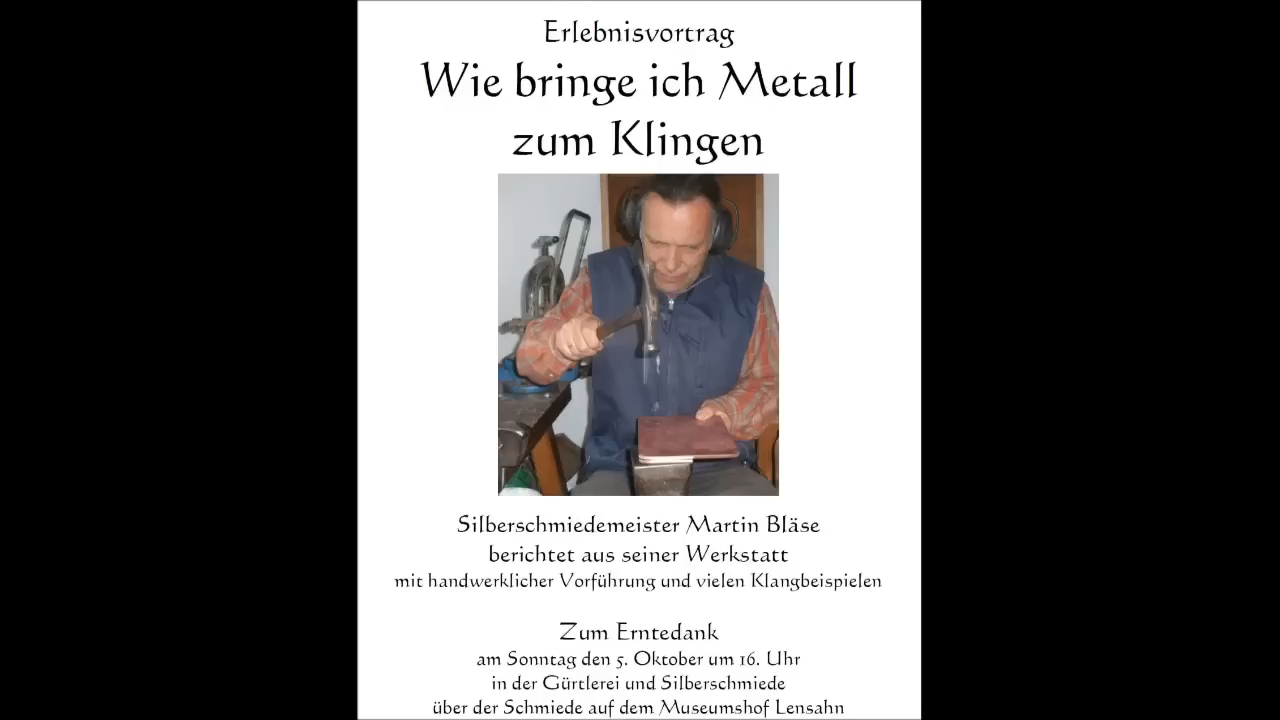 Erlebnisvortrag
Wie bringe ich Metall
zum Klingen
Silberschmiedemeister Martin Bläse
berichtet aus seiner Werkstatt
mit handwerklicher Vorführung und vielen Klangbeispielen
Zum Erntedank
am Sonntag den 5. Oktober um 16. Uhr
in der Gürtlerei und Silberschmiede
über der Schmiede auf dem Museumshof Lensahn